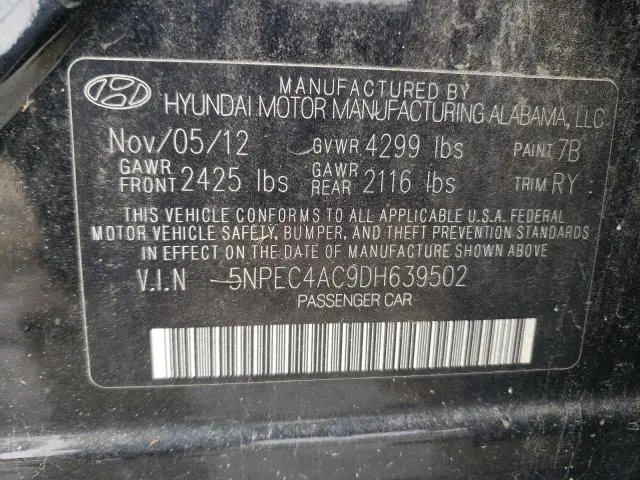 MANUFACTURED BY
HYUNDAI MOTOR MANUFACTURING ALABAMA, LLC
Nov/05/12 GVWR 4299 lbs PAINT 7B
GAWR FRONT 2425 lbs GAWR REAR 2116 lbs TRIM RY
THIS VEHICLE CONFORMS TO ALL APPLICABLE U.S.A. FEDERAL
MOTOR VEHICLE SAFETY, BUMPER, AND THEFT PREVENTION STANDARDS
IN EFFECT ON THE DATE OF MANUFACTURE SHOWN ABOVE
V.I.N 5NPEC4AC9DH639502
PASSENGER CAR